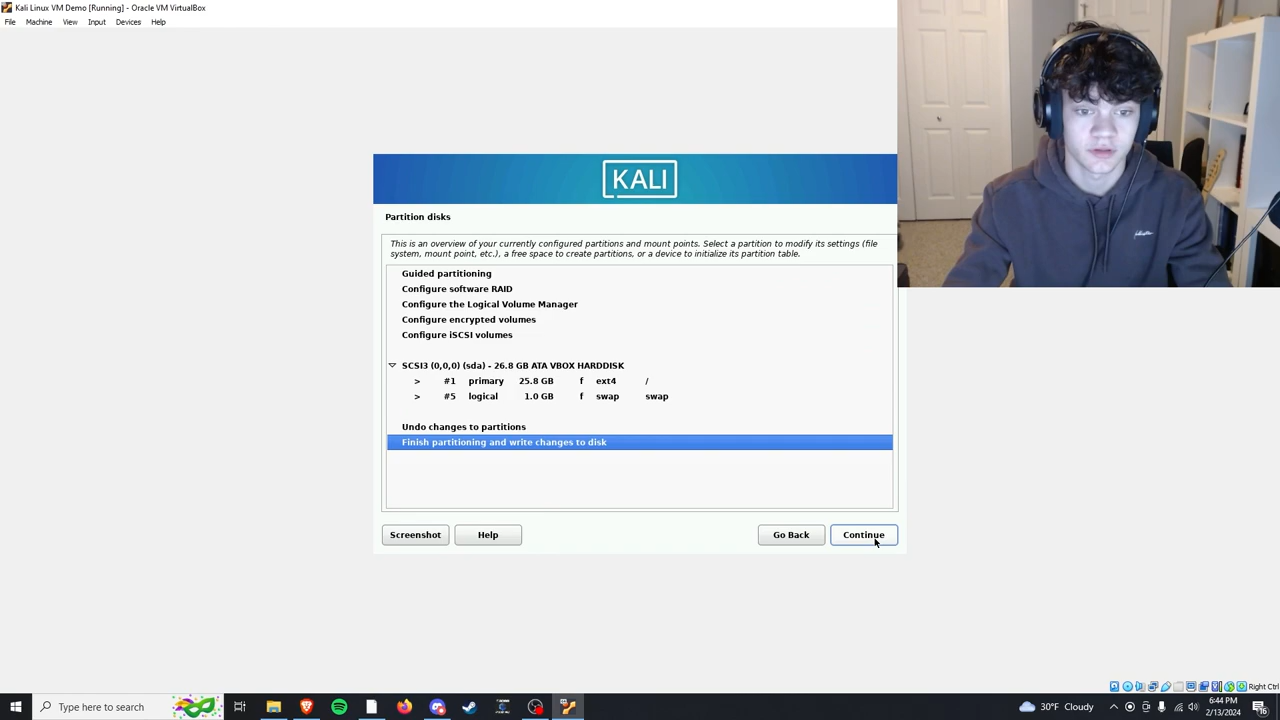 Kali Linux VM Demo [Running] - Oracle VM VirtualBox
File Machine View Input Devices Help
KALI
Partition disks
This is an overview of your currently configured partitions and mount points. Select a partition to modify its settings (file
system, mount point, etc.), a free space to create partitions, or a device to initialize its partition table.
Guided partitioning
Configure software RAID
Configure the Logical Volume Manager
Configure encrypted volumes
Configure iSCSI volumes
SCSI3 (0,0,0) (sda) - 26.8 GB ATA VBOX HARDDISK
> #1 primary 25.8 GB f ext4 /
> #5 logical 1.0 GB f swap swap
Undo changes to partitions
Finish partitioning and write changes to disk
Screenshot Help Go Back Continue
Right Ctrl
Type here to search
30°F Cloudy
6:44 PM
2/13/2024